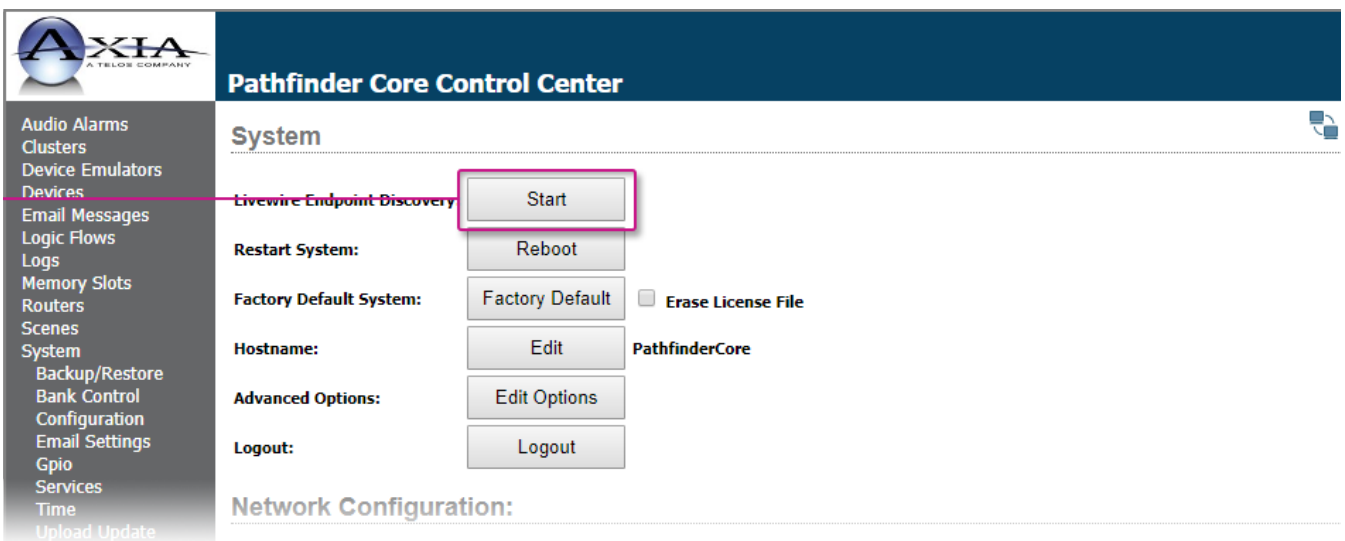 AXIA
A TELOS COMPANY
Pathfinder Core Control Center
Audio Alarms
Clusters
Device Emulators
Devices
Email Messages
Logic Flows
Logs
Memory Slots
Routers
Scenes
System
Backup/Restore
Bank Control
Configuration
Email Settings
Gpio
Services
Time
Upload Update
System
Livewire Endpoint Discovery Start
Restart System: Reboot
Factory Default System: Factory Default Erase License File
Hostname: Edit PathfinderCore
Advanced Options: Edit Options
Logout: Logout
Network Configuration: